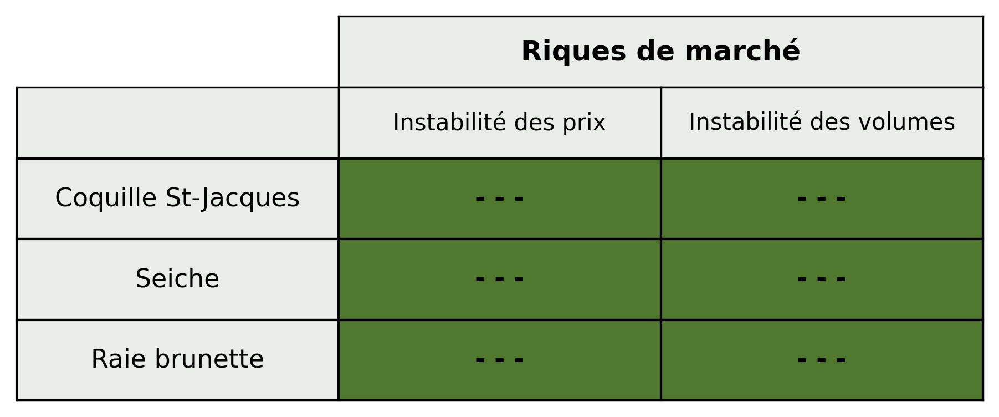 Riques de marché
Instabilité des prix Instabilité des volumes
Coquille St-Jacques - - - - - -
Seiche - - - - - -
Raie brunette - - - - - -